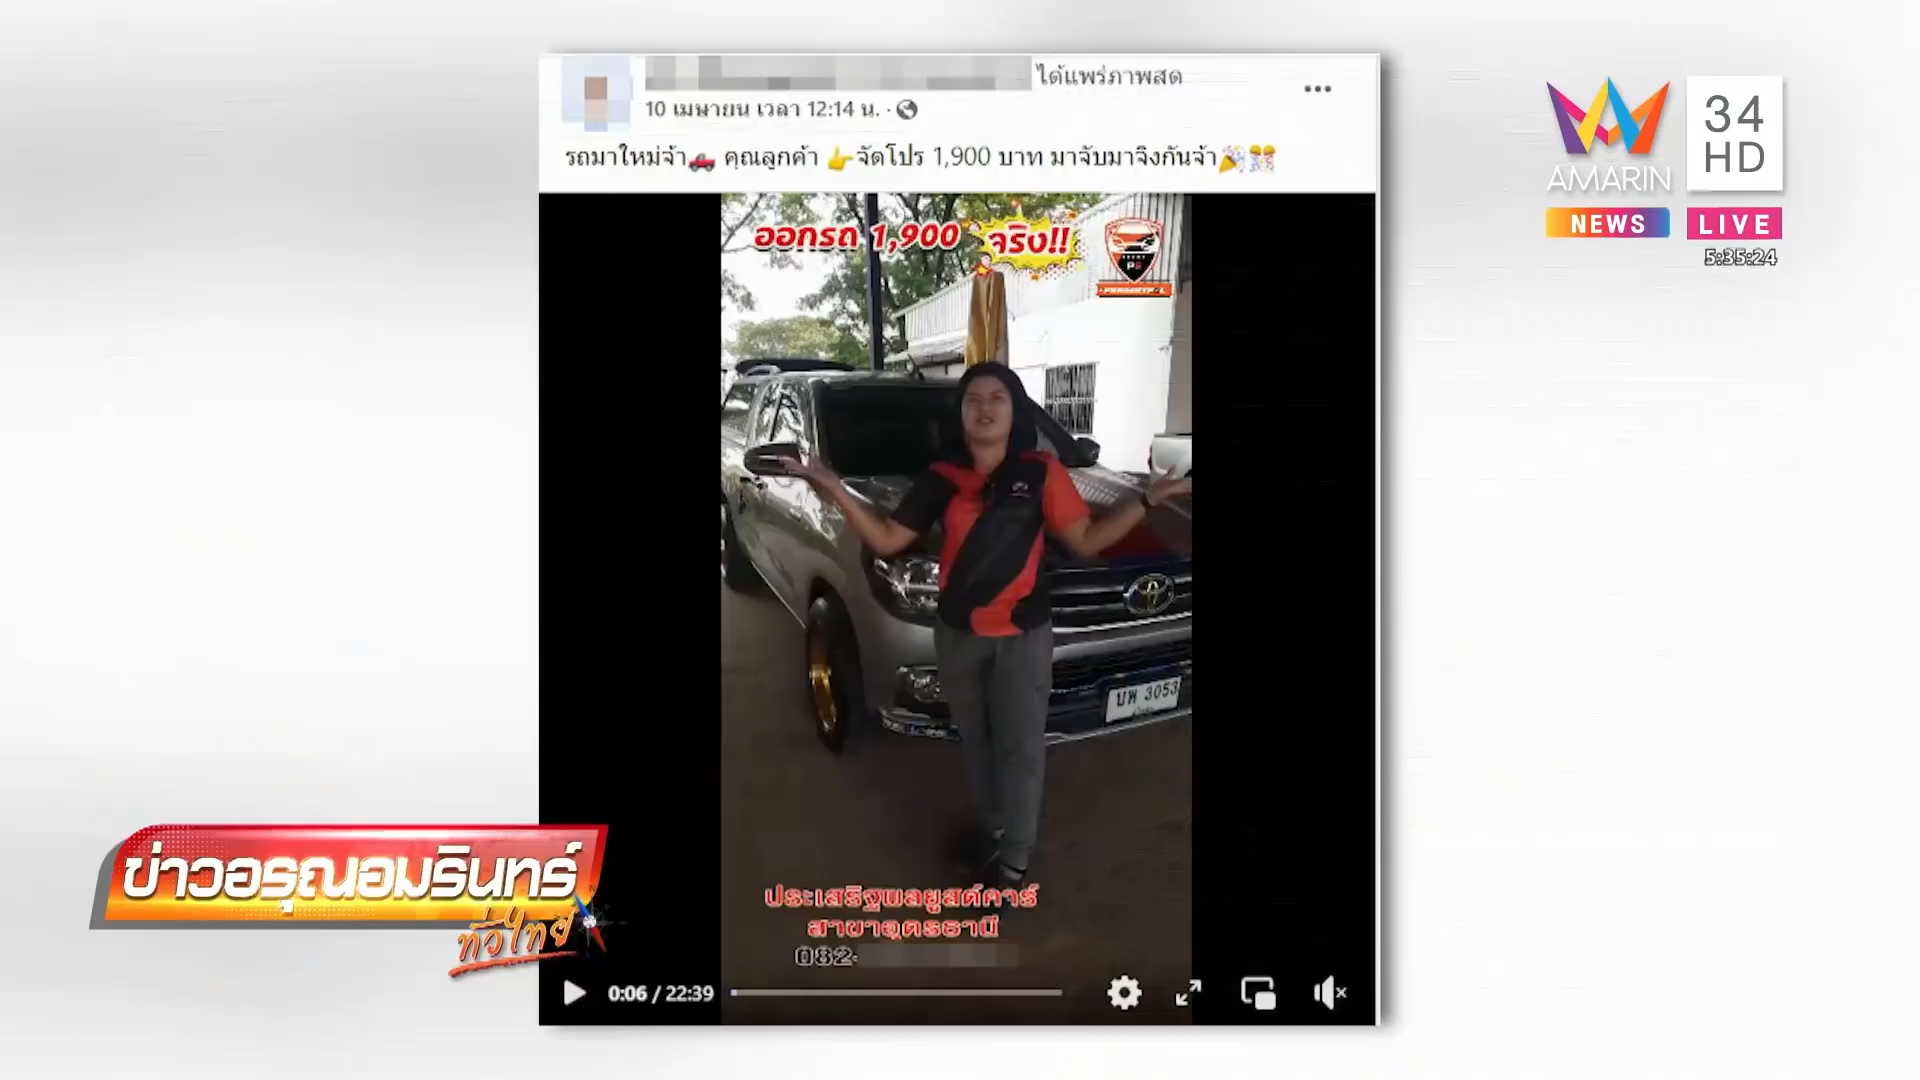 ได้แพร่ภาพสด
10 เมษายน เวลา 12:14 น. ·
รถมาใหม่จ้า🛻 คุณลูกค้า 👉จัดโปร 1,900 บาท มาจับมาจิงกันจ้า🎉🎊
ออกรถ 1,900 จริง!!
บพ 3053
ประเสริฐพลยูสด์คาร์
สาขาอุดรธานี
082-
0:06 / 22:39
AMARIN
NEWS
34
HD
LIVE
5:35:24
ข่าวอรุณอมรินทร์
ทั่วไทย